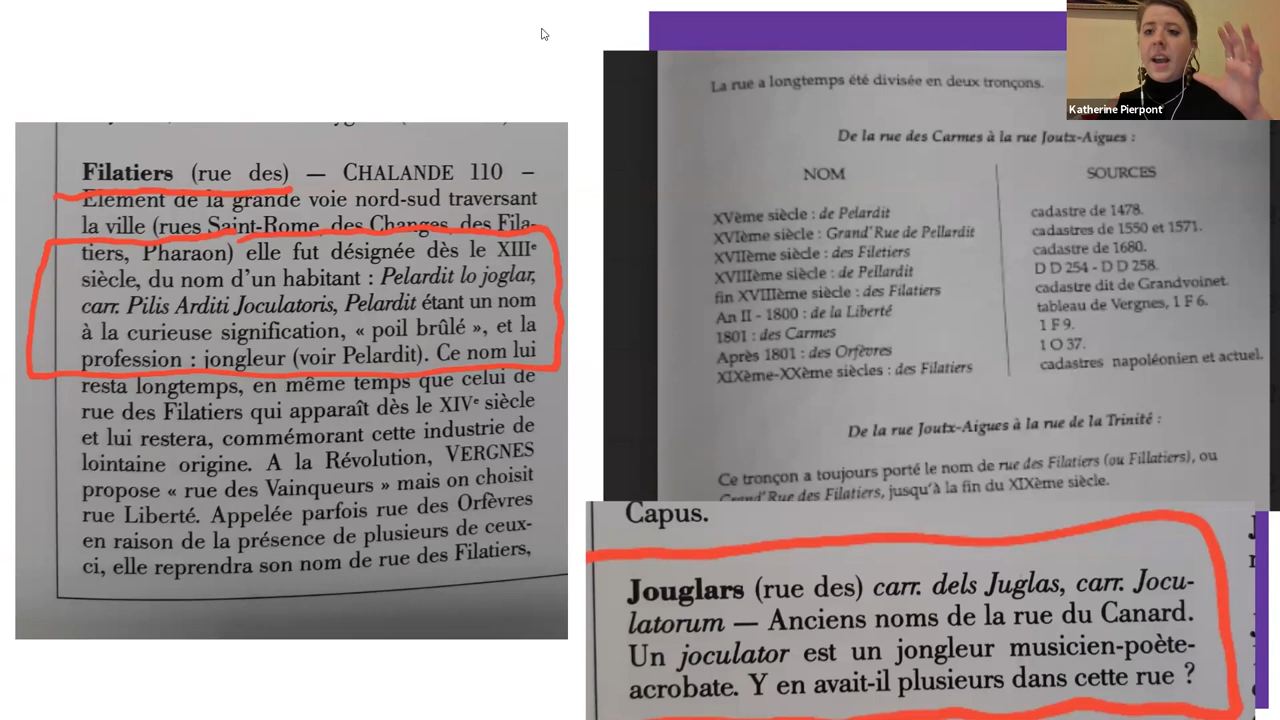 Filatiers (rue des) — CHALANDE 110 –
Elément de la grande voie nord-sud traversant
la ville (rues Saint-Rome, des Changes, des Fila-
tiers, Pharaon) elle fut désignée dès le XIIIe
siècle, du nom d'un habitant : Pelardit lo joglar,
carr. Pilis Arditi Joculatoris, Pelardit étant un nom
à la curieuse signification, « poil brûlé », et la
profession : jongleur (voir Pelardit). Ce nom lui
resta longtemps, en même temps que celui de
rue des Filatiers qui apparaît dès le XIVe siècle
et lui restera, commémorant cette industrie de
lointaine origine. A la Révolution, VERGNES
propose « rue des Vainqueurs » mais on choisit
rue Liberté. Appelée parfois rue des Orfèvres
en raison de la présence de plusieurs de ceux-
ci, elle reprendra son nom de rue des Filatiers,
La rue a longtemps été divisée en deux tronçons.
De la rue des Carmes à la rue Joutx-Aigues :
NOM SOURCES
XVème siècle : de Pelardit cadastre de 1478.
XVIème siècle : Grand'Rue de Pellardit cadastres de 1550 et 1571.
XVIIème siècle : des Filetiers cadastre de 1680.
XVIIIème siècle : de Pellardit D D 254 - D D 258.
fin XVIIIème siècle : des Filatiers cadastre dit de Grandvoinet.
An II - 1800 : de la Liberté tableau de Vergnes, 1 F 6.
1801 : des Carmes 1 F 9.
Après 1801 : des Orfèvres 1 O 37.
XIXème-XXème siècles : des Filatiers cadastres napoléonien et actuel.
De la rue Joutx-Aigues à la rue de la Trinité :
Ce tronçon a toujours porté le nom de rue des Filatiers (ou Fillatiers), ou
Grand'Rue des Filatiers, jusqu'à la fin du XIXème siècle.
Capus.
Jouglars (rue des) carr. dels Juglas, carr. Jocu-
latorum — Anciens noms de la rue du Canard.
Un joculator est un jongleur musicien-poète-
acrobate. Y en avait-il plusieurs dans cette rue ?
Katherine Pierpont